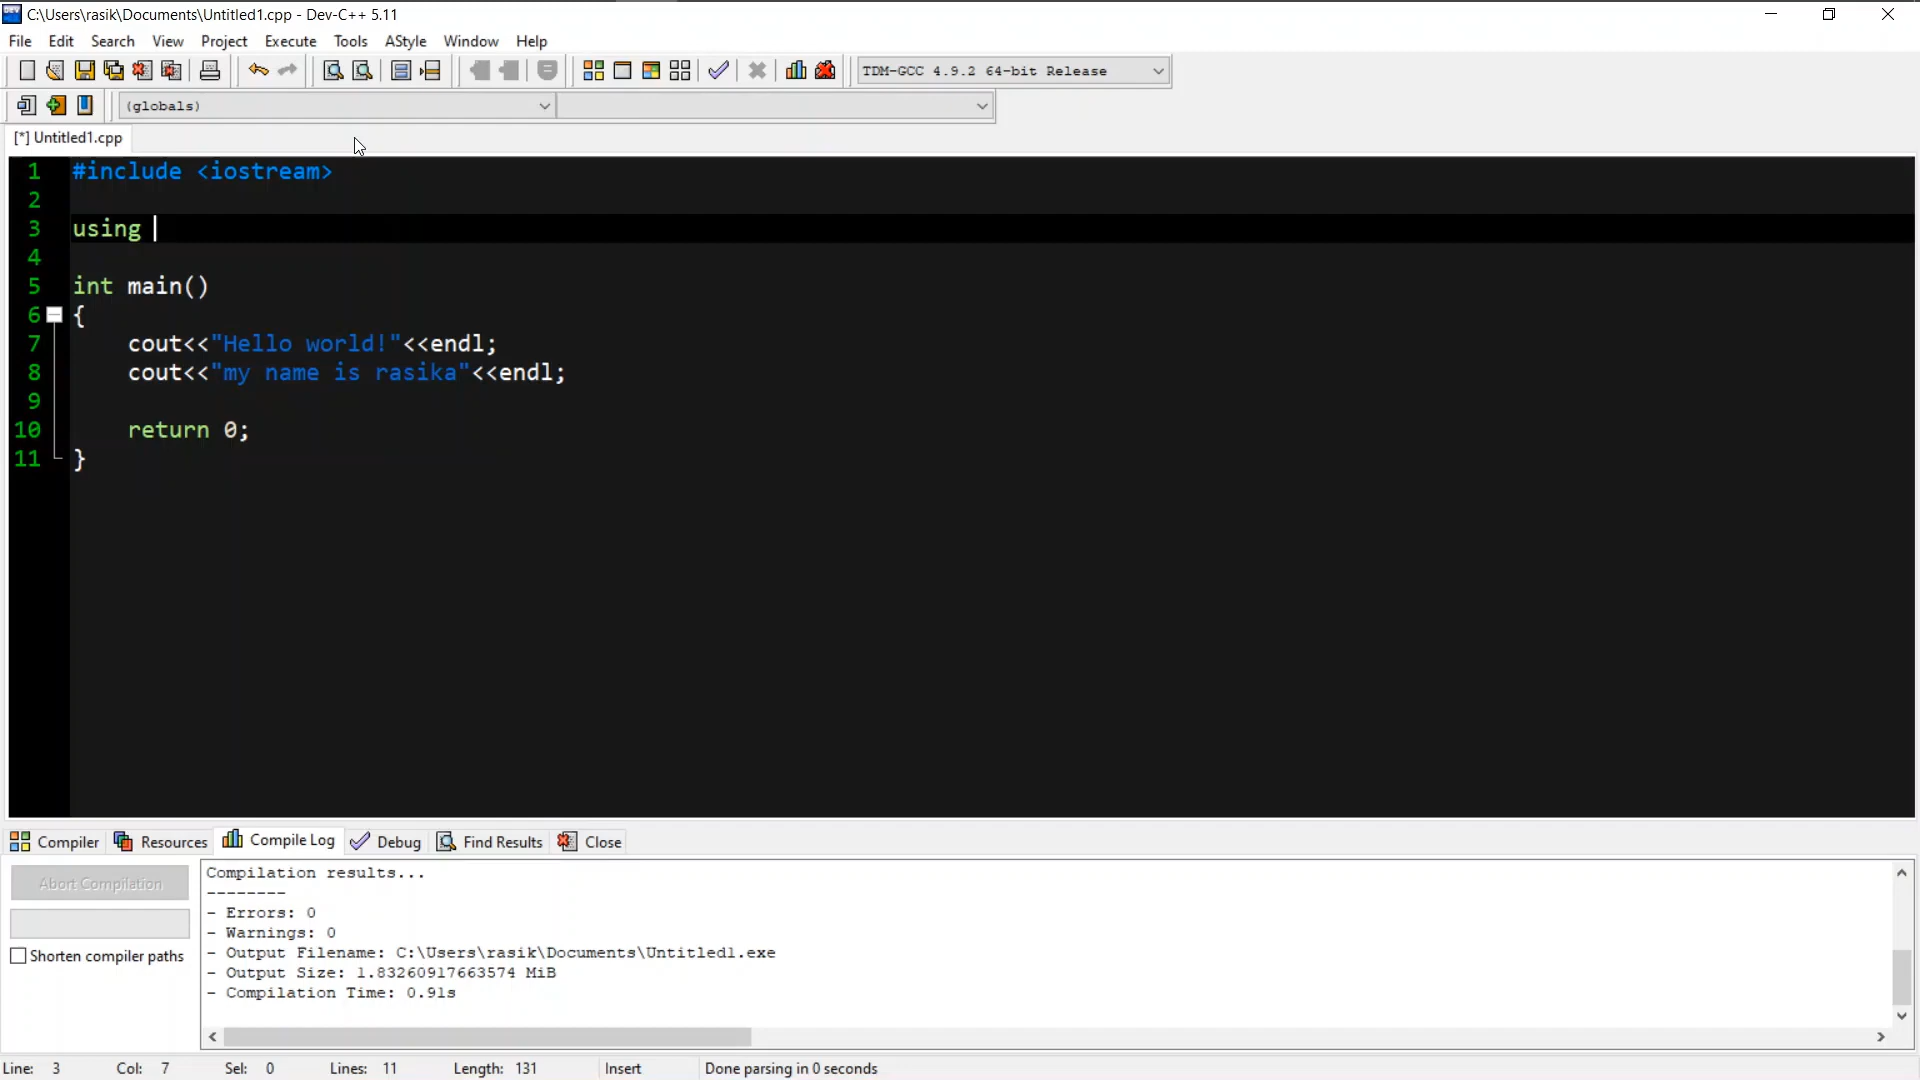 C:\Users\rasik\Documents\Untitled1.cpp - Dev-C++ 5.11
File Edit Search View Project Execute Tools AStyle Window Help
TDM-GCC 4.9.2 64-bit Release
(globals)
[*] Untitled1.cpp
1 #include <iostream>
2
3 using
4
5 int main()
6 {
7 cout<<"Hello world!"<<endl;
8 cout<<"my name is rasika"<<endl;
9
10 return 0;
11 }
Compiler Resources Compile Log Debug Find Results Close
Abort Compilation
Shorten compiler paths
Compilation results...
--------
- Errors: 0
- Warnings: 0
- Output Filename: C:\Users\rasik\Documents\Untitled1.exe
- Output Size: 1.83260917663574 MiB
- Compilation Time: 0.91s
Line: 3 Col: 7 Sel: 0 Lines: 11 Length: 131 Insert Done parsing in 0 seconds